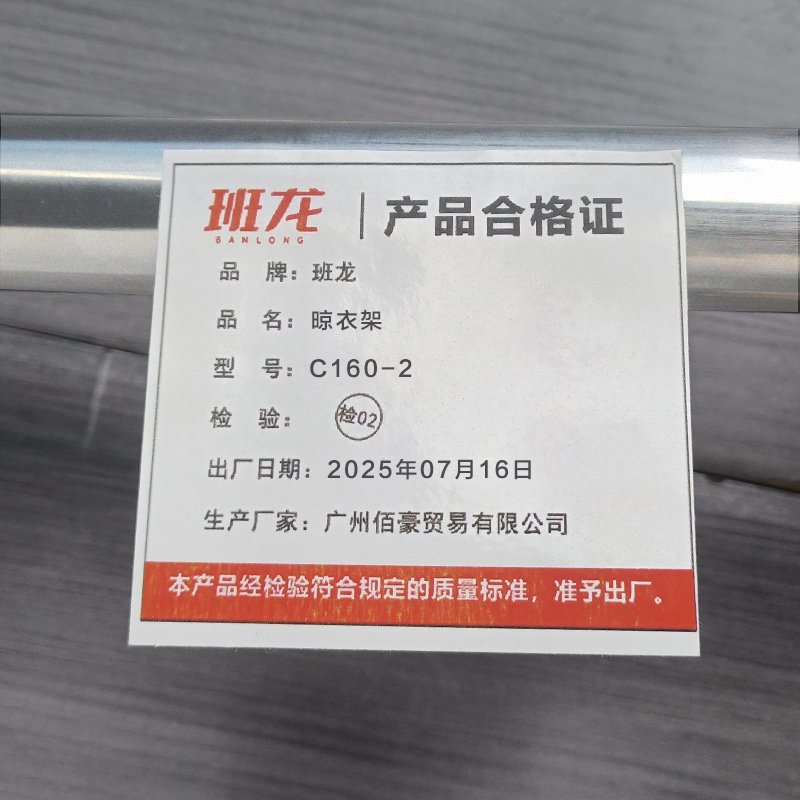 班龙 | 产品合格证
BANLONG
品 牌：班龙
品 名：晾衣架
型 号：C160-2
检 验：检02
出厂日期：2025年07月16日
生产厂家：广州佰豪贸易有限公司
本产品经检验符合规定的质量标准，准予出厂。